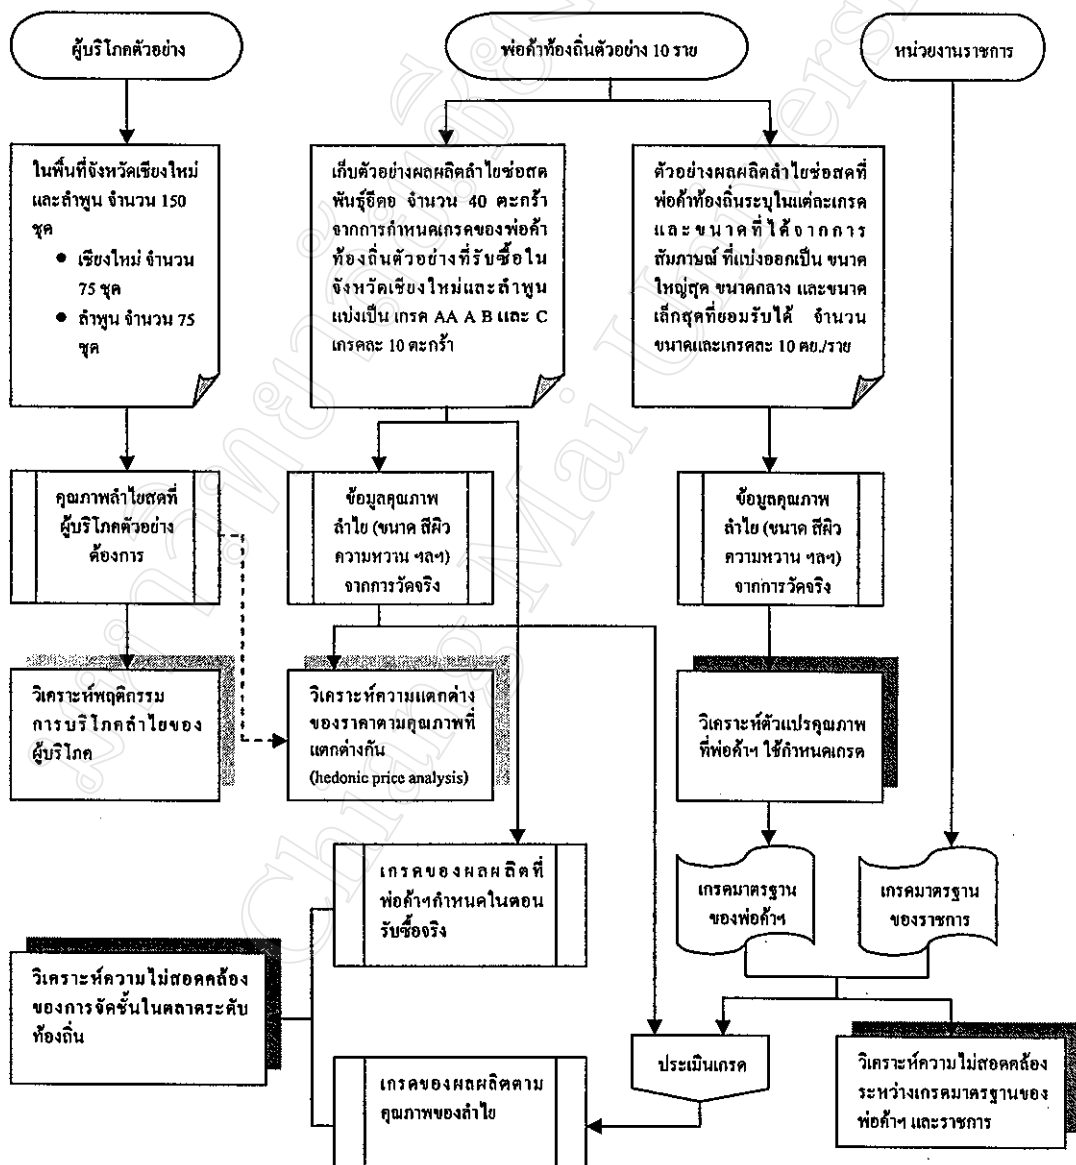 ผู้บริโภคตัวอย่าง
พ่อค้าท้องถิ่นตัวอย่าง 10 ราย
หน่วยงานราชการ
ในพื้นที่จังหวัดเชียงใหม่
และลำพูน จำนวน 150
ชุด
● เชียงใหม่ จำนวน
75 ชุด
● ลำพูน จำนวน 75
ชุด
เก็บตัวอย่างผลผลิตลำไยช่อสด
พันธุ์อีดอ จำนวน 40 ตะกร้า
จากการกำหนดเกรดของพ่อค้า
ท้องถิ่นตัวอย่างที่รับซื้อใน
จังหวัดเชียงใหม่และลำพูน
แบ่งเป็น เกรด AA A B และ C
เกรดละ 10 ตะกร้า
ตัวอย่างผลผลิตลำไยช่อสดที่
พ่อค้าท้องถิ่นระบุในแต่ละเกรด
และขนาดที่ได้จากการ
สัมภาษณ์ ที่แบ่งออกเป็น ขนาด
ใหญ่สุด ขนาดกลาง และขนาด
เล็กสุดที่ยอมรับได้ จำนวน
ขนาดและเกรดละ 10 ตย./ราย
คุณภาพลำไยสดที่
ผู้บริโภคตัวอย่าง
ต้องการ
ข้อมูลคุณภาพ
ลำไย (ขนาด สีผิว
ความหวาน ฯลฯ)
จากการวัดจริง
ข้อมูลคุณภาพ
ลำไย (ขนาด สีผิว
ความหวาน ฯลฯ)
จากการวัดจริง
วิเคราะห์พฤติกรรม
การบริโภคลำไยของ
ผู้บริโภค
วิเคราะห์ความแตกต่าง
ของราคาตามคุณภาพที่
แตกต่างกัน
(hedonic price analysis)
วิเคราะห์ตัวแปรคุณภาพ
ที่พ่อค้าฯ ใช้กำหนดเกรด
เกรดของผลผลิตที่
พ่อค้าฯกำหนดในตอน
รับซื้อจริง
เกรดมาตรฐาน
ของพ่อค้าฯ
เกรดมาตรฐาน
ของราชการ
วิเคราะห์ความไม่สอดคล้อง
ของการจัดชั้นในตลาดระดับ
ท้องถิ่น
ประเมินเกรด
วิเคราะห์ความไม่สอดคล้อง
ระหว่างเกรดมาตรฐานของ
พ่อค้าฯ และราชการ
เกรดของผลผลิตตาม
คุณภาพของลำไย
Chiang Mai Univers